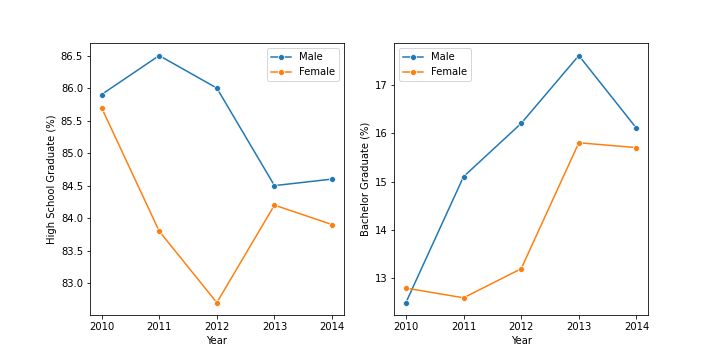 High School Graduate (%)
86.5
86.0
85.5
85.0
84.5
84.0
83.5
83.0
Male
Female
2010 2011 2012 2013 2014
Year
Bachelor Graduate (%)
17
16
15
14
13
Male
Female
2010 2011 2012 2013 2014
Year